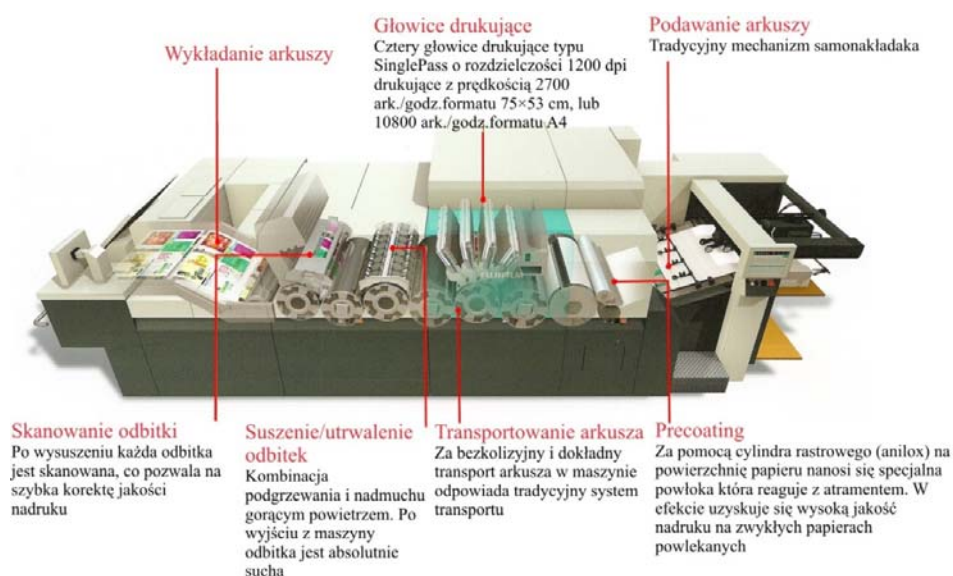 Wykładanie arkuszy
Głowice drukujące
Cztery głowice drukujące typu
SinglePass o rozdzielczości 1200 dpi
drukujące z prędkością 2700
ark./godz.formatu 75×53 cm, lub
10800 ark./godz.formatu A4
Podawanie arkuszy
Tradycyjny mechanizm samonakładaka
Skanowanie odbitki
Po wysuszeniu każda odbitka
jest skanowana, co pozwala na
szybka korektę jakości
nadruku
Suszenie/utrwalenie
odbitek
Kombinacja
podgrzewania i nadmuchu
gorącym powietrzem. Po
wyjściu z maszyny
odbitka jest absolutnie
sucha
Transportowanie arkusza
Za bezkolizyjny i dokładny
transport arkusza w maszynie
odpowiada tradycyjny system
transportu
Precoating
Za pomocą cylindra rastrowego (anilox) na
powierzchnię papieru nanosi się specjalna
powłoka która reaguje z atramentem. W
efekcie uzyskuje się wysoką jakość
nadruku na zwykłych papierach
powlekanych